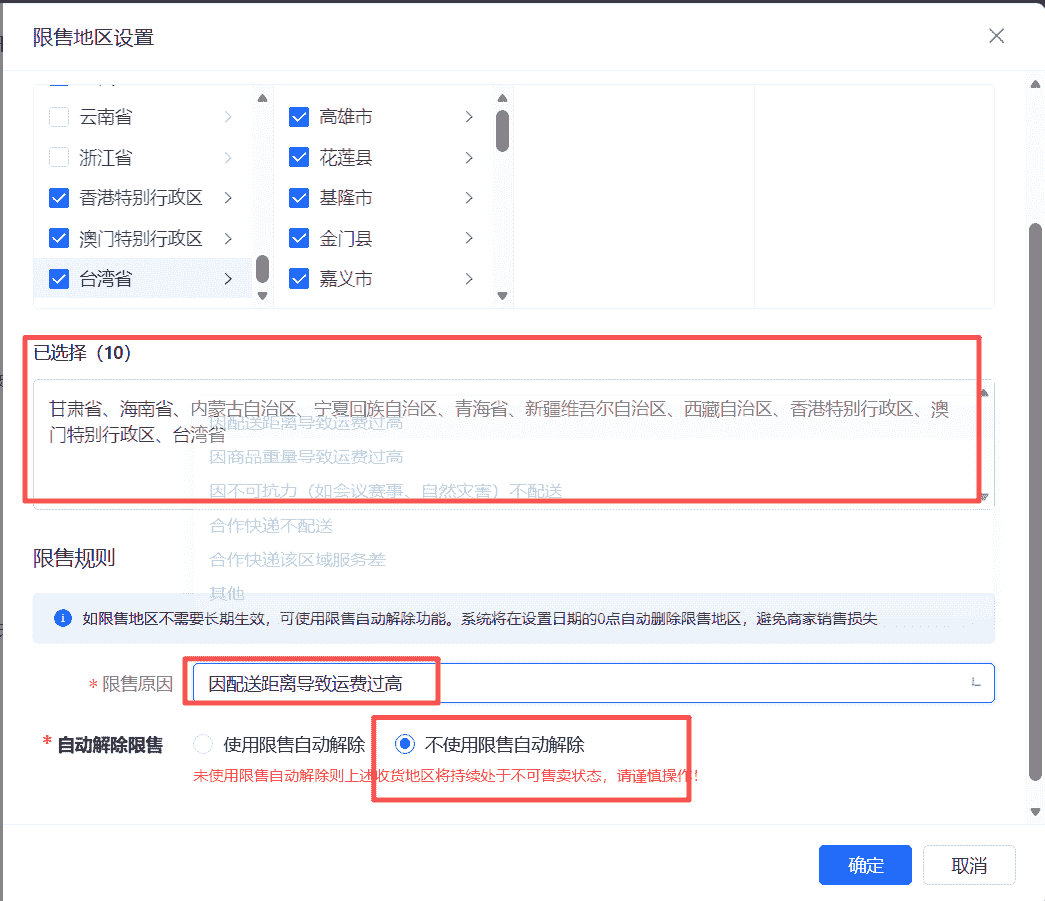 限售地区设置
云南省
高雄市
浙江省
花莲县
香港特别行政区
基隆市
澳门特别行政区
金门县
台湾省
嘉义市
已选择（10）
甘肃省、海南省、内蒙古自治区、宁夏回族自治区、青海省、新疆维吾尔自治区、西藏自治区、香港特别行政区、澳
门特别行政区、台湾省
因配送距离导致运费过高
因商品重量导致运费过高
因不可抗力（如会议赛事、自然灾害）不配送
合作快递不配送
合作快递该区域服务差
其他
限售规则
如限售地区不需要长期生效，可使用限售自动解除功能。系统将在设置日期的0点自动删除限售地区，避免商家销售损失
*限售原因 因配送距离导致运费过高
*自动解除限售 使用限售自动解除 不使用限售自动解除
未使用限售自动解除则上述收货地区将持续处于不可售卖状态，请谨慎操作！
确定 取消